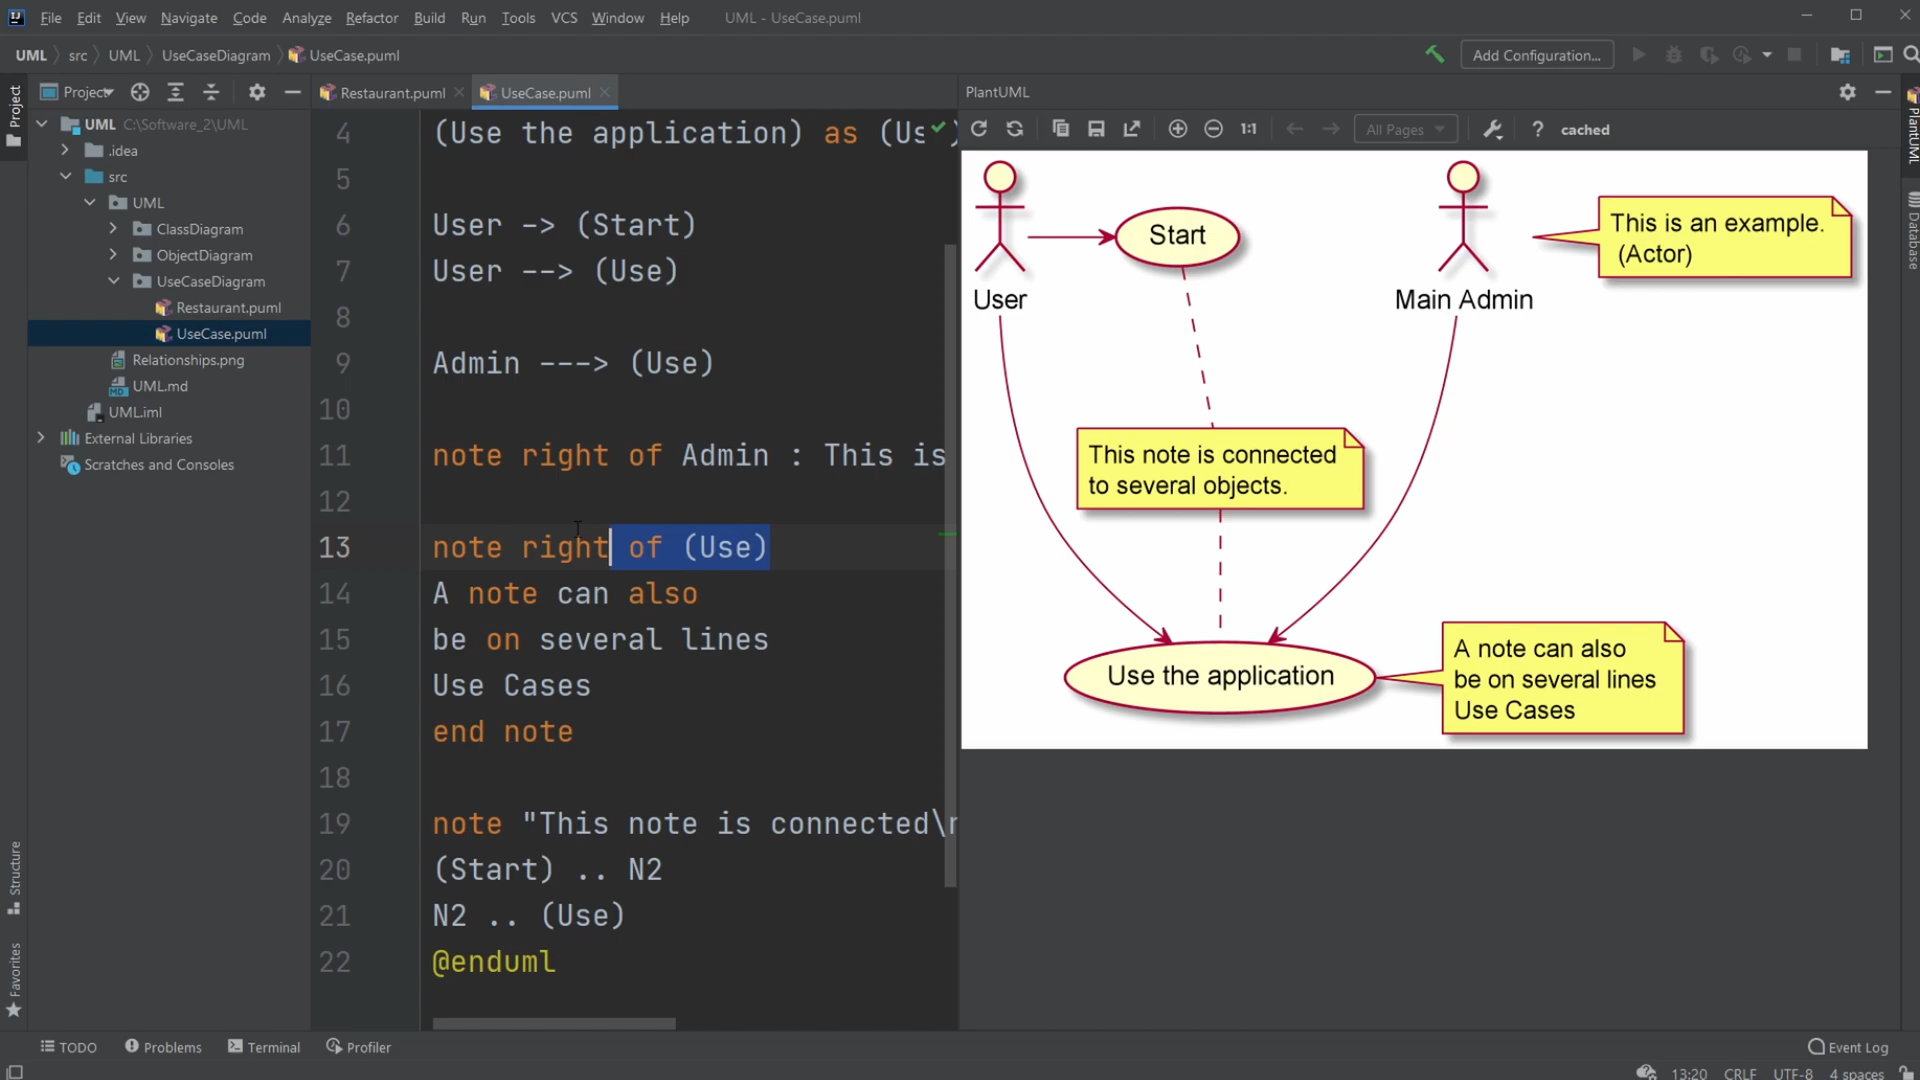 File Edit View Navigate Code Analyze Refactor Build Run Tools VCS Window Help UML - UseCase.puml
UML src UML UseCaseDiagram UseCase.puml Add Configuration...
Project Restaurant.puml UseCase.puml PlantUML
Project
UML C:\Software_2\UML
.idea
src
UML
ClassDiagram
ObjectDiagram
UseCaseDiagram
Restaurant.puml
UseCase.puml
Relationships.png
UML.md
UML.iml
External Libraries
Scratches and Consoles
Structure
Favorites
4 (Use the application) as (Us
5
6 User -> (Start)
7 User --> (Use)
8
9 Admin ---> (Use)
10
11 note right of Admin : This is
12
13 note right of (Use)
14 A note can also
15 be on several lines
16 Use Cases
17 end note
18
19 note "This note is connected\n
20 (Start) .. N2
21 N2 .. (Use)
22 @enduml
1:1 All Pages ? cached
User
Start
Main Admin
This is an example.
(Actor)
This note is connected
to several objects.
Use the application
A note can also
be on several lines
Use Cases
PlantUML
Database
TODO Problems Terminal Profiler Event Log
13:20 CRLF UTF-8 4 spaces